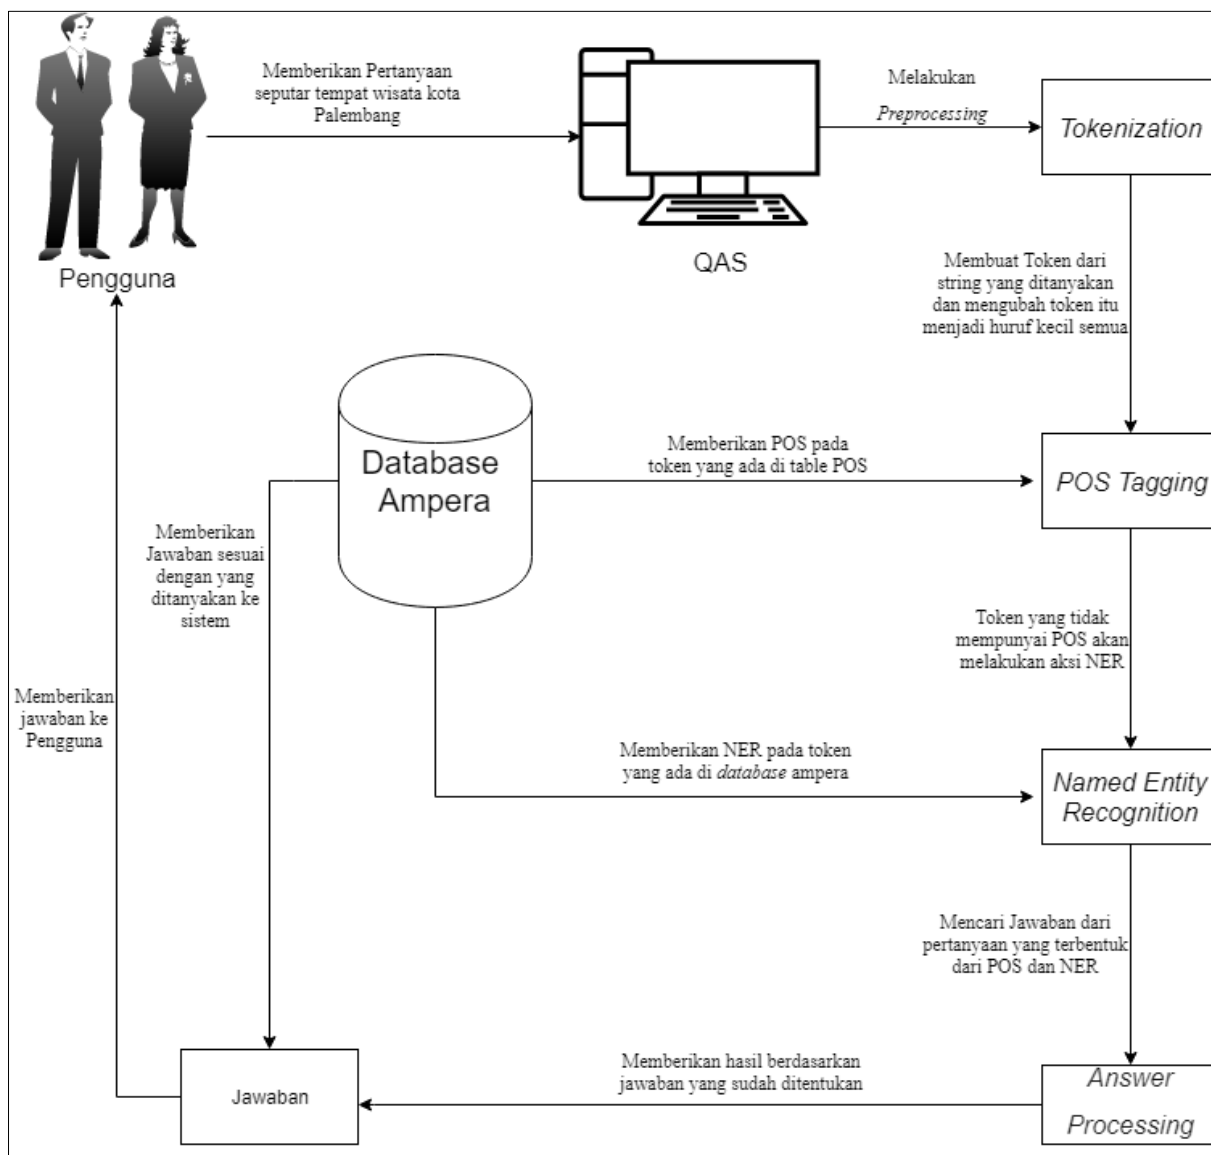 Memberikan Pertanyaan
seputar tempat wisata kota
Palembang
Melakukan
Preprocessing
Tokenization
Pengguna
QAS
Membuat Token dari
string yang ditanyakan
dan mengubah token itu
menjadi huruf kecil semua
Database
Ampera
Memberikan POS pada
token yang ada di table POS
POS Tagging
Memberikan
Jawaban sesuai
dengan yang
ditanyakan ke
sistem
Token yang tidak
mempunyai POS akan
melakukan aksi NER
Memberikan
jawaban ke
Pengguna
Memberikan NER pada token
yang ada di database ampera
Named Entity
Recognition
Mencari Jawaban dari
pertanyaan yang terbentuk
dari POS dan NER
Memberikan hasil berdasarkan
jawaban yang sudah ditentukan
Jawaban
Answer
Processing